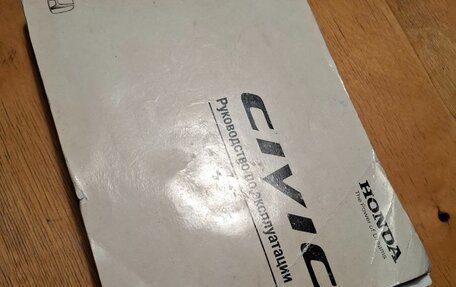 CIVIC
Руководство по эксплуатации
HONDA
The Power of Dreams